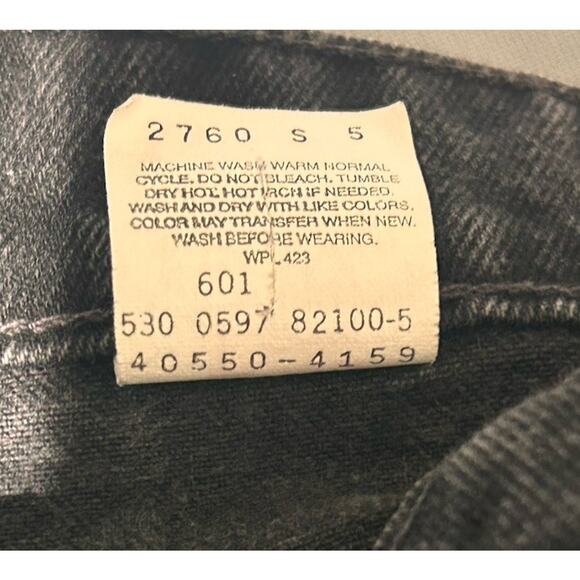 2760 S 5
MACHINE WASH WARM NORMAL
CYCLE. DO NOT BLEACH. TUMBLE
DRY HOT. HOT IRON IF NEEDED.
WASH AND DRY WITH LIKE COLORS.
COLOR MAY TRANSFER WHEN NEW.
WASH BEFORE WEARING.
WPL 423
601
530 0597 82100-5
40550-4159